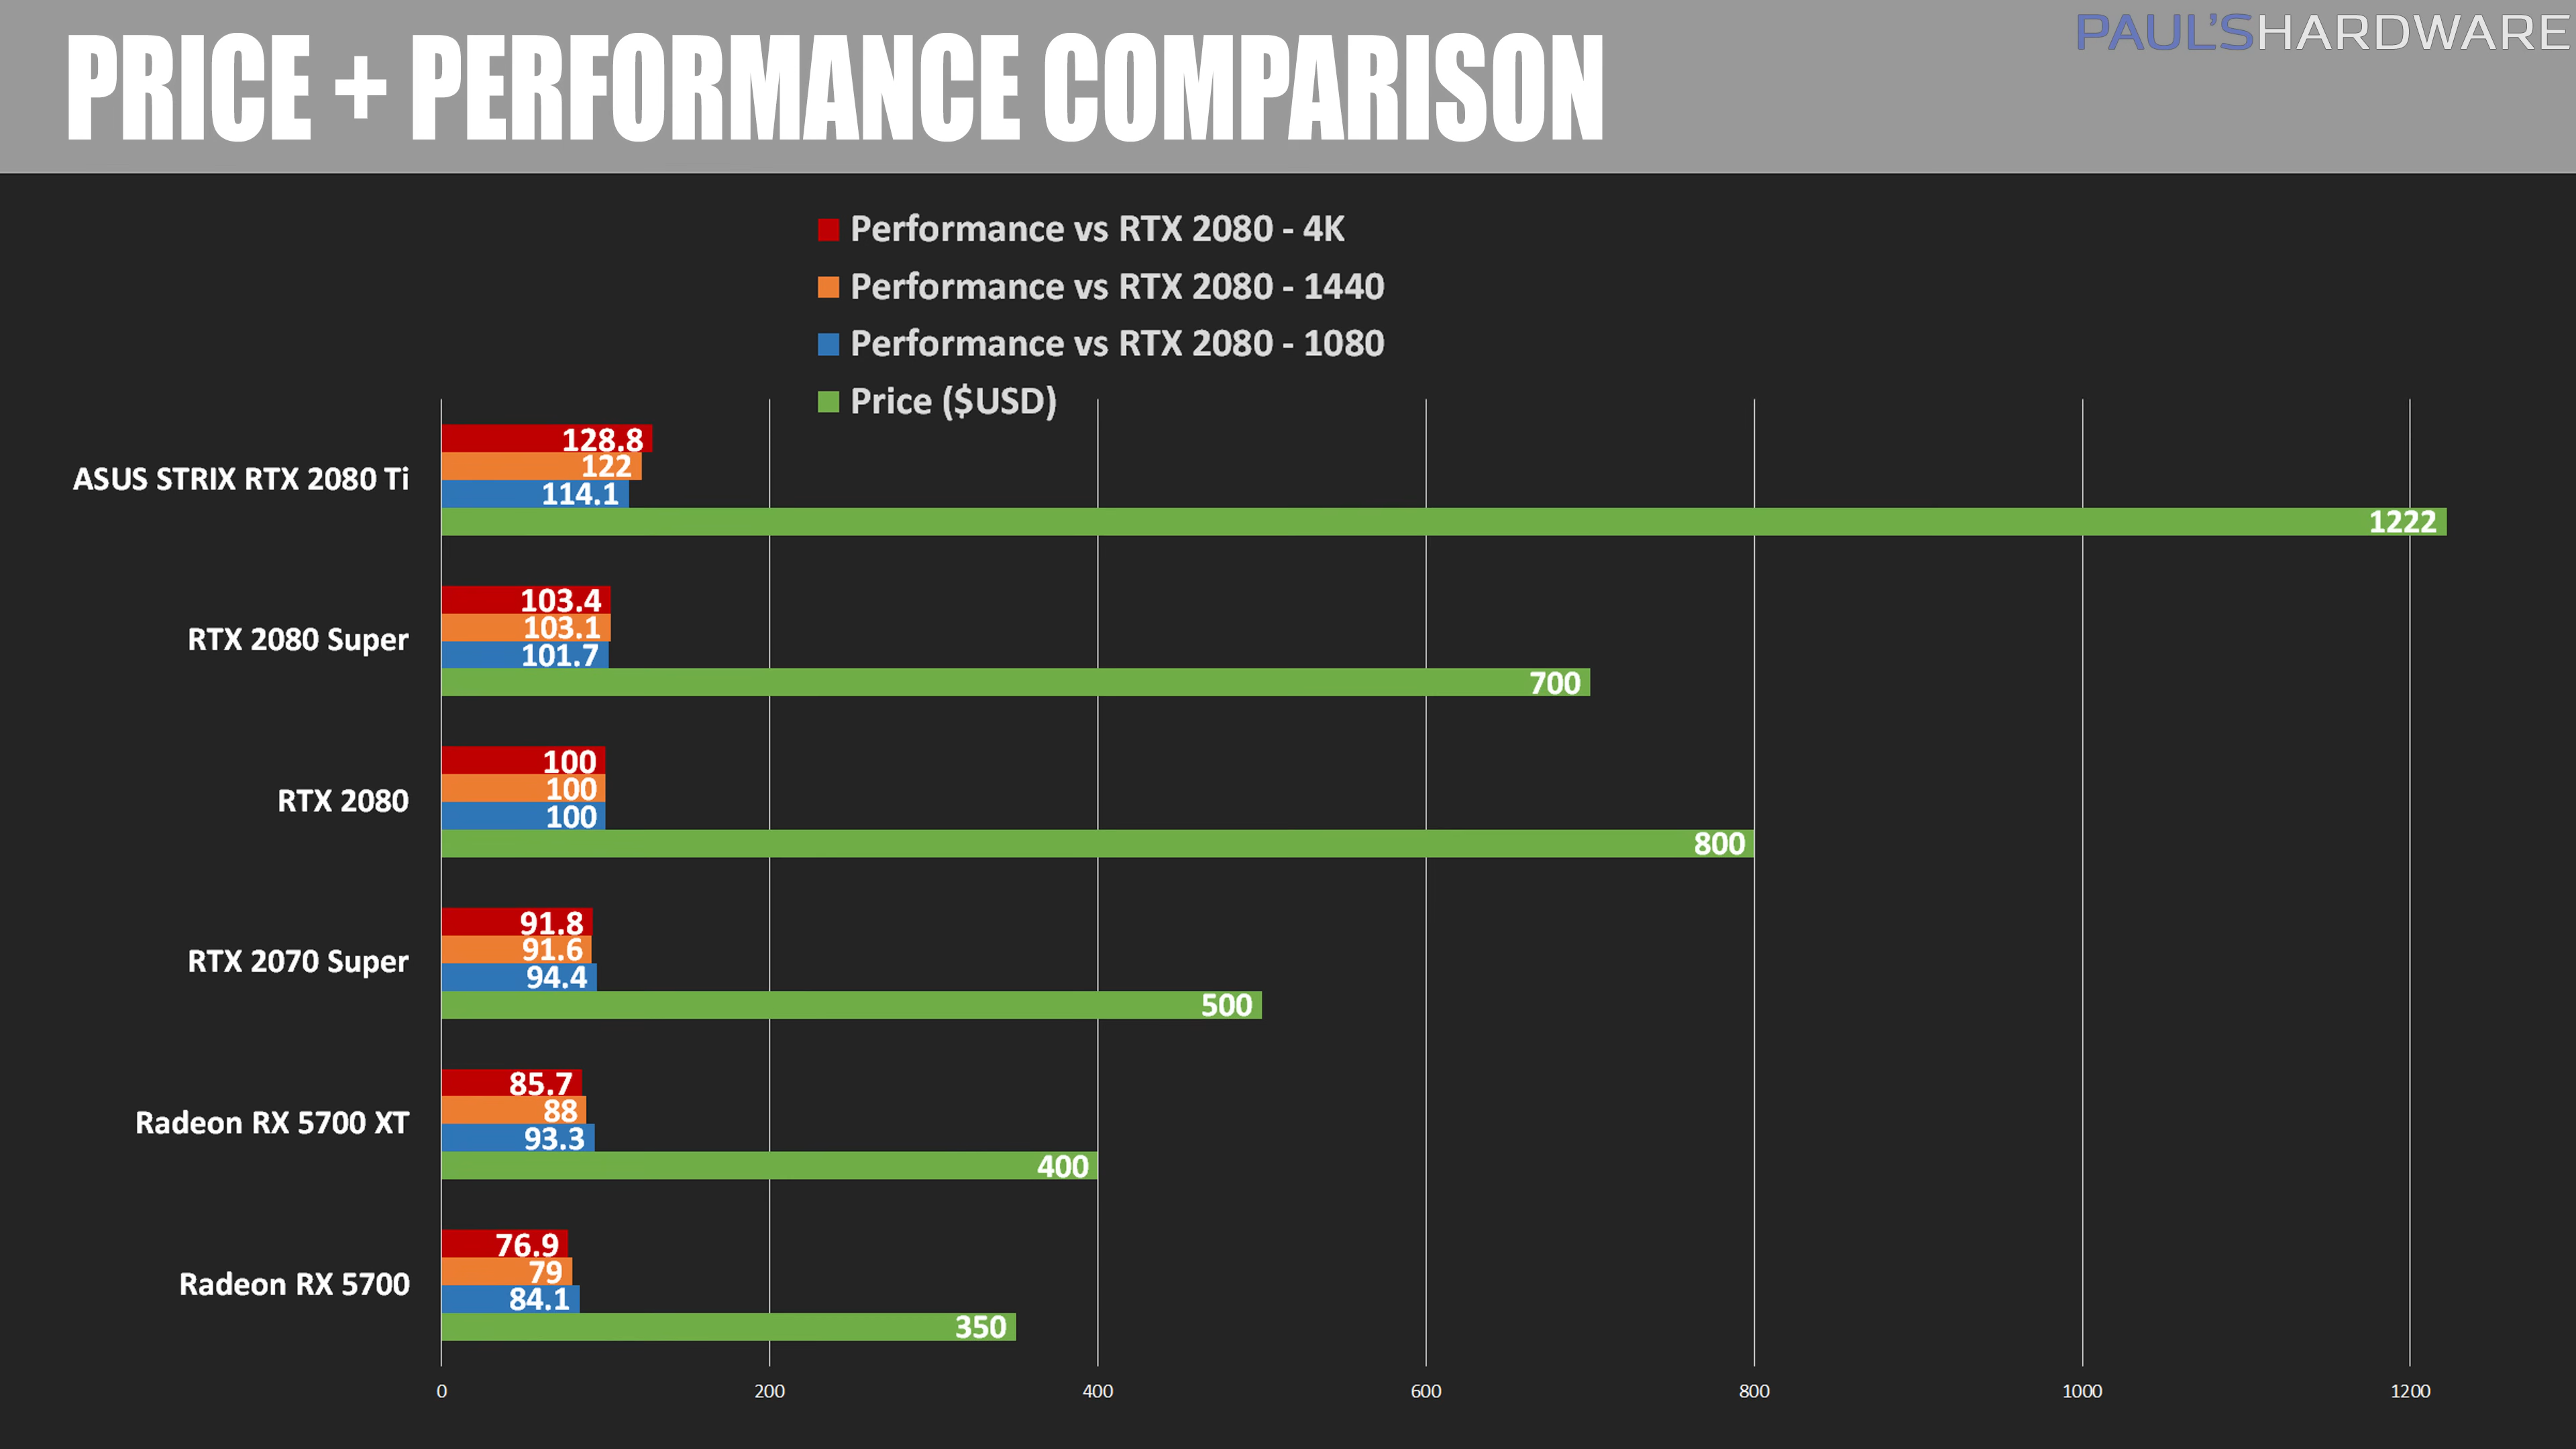 PRICE + PERFORMANCE COMPARISON
PAUL'SHARDWARE
Performance vs RTX 2080 - 4K
Performance vs RTX 2080 - 1440
Performance vs RTX 2080 - 1080
Price ($USD)
ASUS STRIX RTX 2080 Ti
128.8
122
114.1
1222
RTX 2080 Super
103.4
103.1
101.7
700
RTX 2080
100
100
100
800
RTX 2070 Super
91.8
91.6
94.4
500
Radeon RX 5700 XT
85.7
88
93.3
400
Radeon RX 5700
76.9
79
84.1
350
0 200 400 600 800 1000 1200